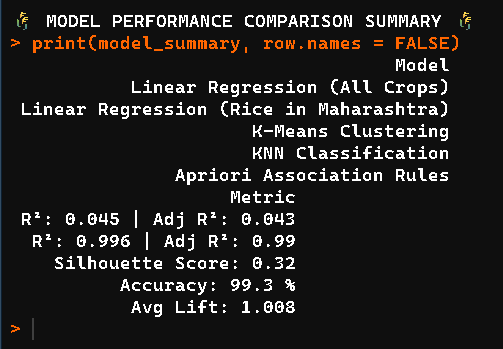 🌾 MODEL PERFORMANCE COMPARISON SUMMARY 🌾
> print(model_summary, row.names = FALSE)
Model
Linear Regression (All Crops)
Linear Regression (Rice in Maharashtra)
K-Means Clustering
KNN Classification
Apriori Association Rules
Metric
R²: 0.045 | Adj R²: 0.043
R²: 0.996 | Adj R²: 0.99
Silhouette Score: 0.32
Accuracy: 99.3 %
Avg Lift: 1.008
>